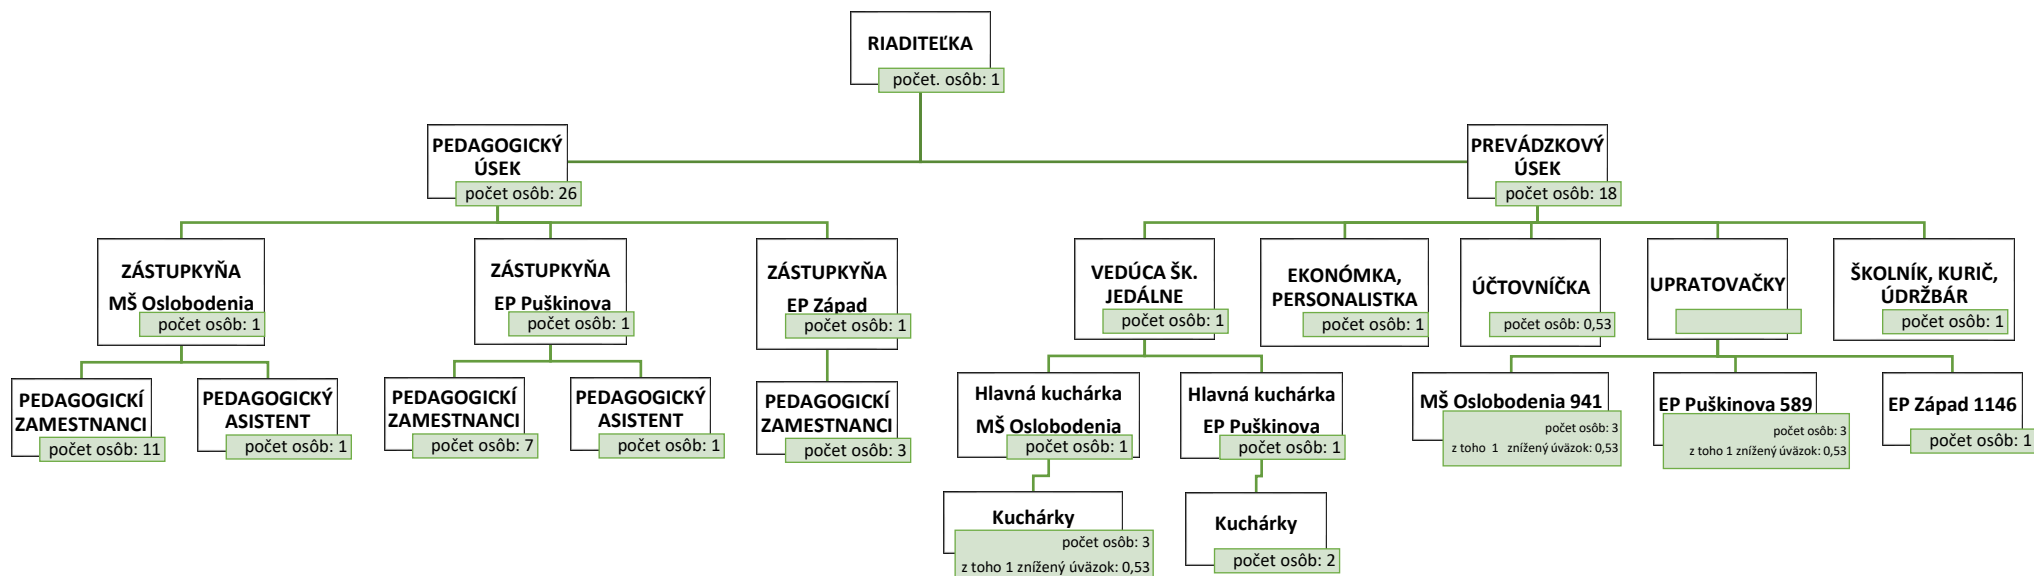 RIADITEĽKA
počet. osôb: 1
PEDAGOGICKÝ
ÚSEK
počet osôb: 26
PREVÁDZKOVÝ
ÚSEK
počet osôb: 18
ZÁSTUPKYŇA
MŠ Oslobodenia
počet osôb: 1
ZÁSTUPKYŇA
EP Puškinova
počet osôb: 1
ZÁSTUPKYŇA
EP Západ
počet osôb: 1
VEDÚCA ŠK.
JEDÁLNE
počet osôb: 1
EKONÓMKA,
PERSONALISTKA
počet osôb: 1
ÚČTOVNÍČKA
počet osôb: 0,53
UPRATOVAČKY
ŠKOLNÍK, KURIČ,
ÚDRŽBÁR
počet osôb: 1
PEDAGOGICKÍ
ZAMESTNANCI
počet osôb: 11
PEDAGOGICKÝ
ASISTENT
počet osôb: 1
PEDAGOGICKÍ
ZAMESTNANCI
počet osôb: 7
PEDAGOGICKÝ
ASISTENT
počet osôb: 1
PEDAGOGICKÍ
ZAMESTNANCI
počet osôb: 3
Hlavná kuchárka
MŠ Oslobodenia
počet osôb: 1
Hlavná kuchárka
EP Puškinova
počet osôb: 1
MŠ Oslobodenia 941
počet osôb: 3
z toho 1 znížený úväzok: 0,53
EP Puškinova 589
počet osôb: 3
z toho 1 znížený úväzok: 0,53
EP Západ 1146
počet osôb: 1
Kuchárky
počet osôb: 3
z toho 1 znížený úväzok: 0,53
Kuchárky
počet osôb: 2